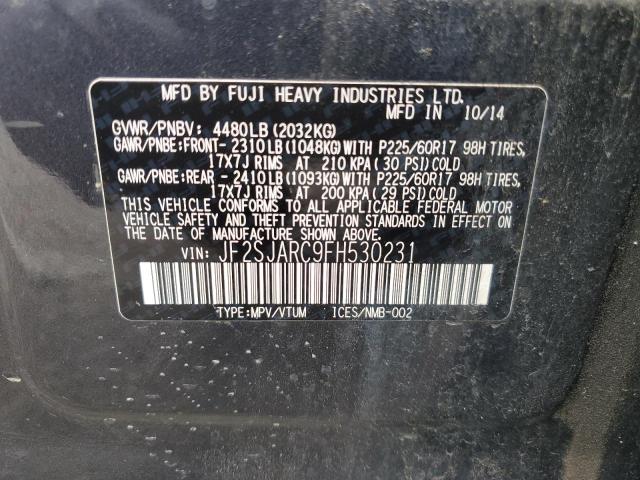 MFD BY FUJI HEAVY INDUSTRIES LTD.
MFD IN 10/14
GVWR/PNBV: 4480LB(2032KG)
GAWR/PNBE:FRONT- 2310LB(1048KG)WITH P225/60R17 98H TIRES,
17X7J RIMS AT 210 KPA(30 PSI)COLD
GAWR/PNBE:REAR - 2410LB(1093KG)WITH P225/60R17 98H TIRES,
17X7J RIMS AT 200 KPA(29 PSI)COLD
THIS VEHICLE CONFORMS TO ALL APPLICABLE FEDERAL MOTOR
VEHICLE SAFETY AND THEFT PREVENTION STANDARDS IN EFFECT
ON THE DATE OF MANUFACTURE SHOWN ABOVE.
VIN: JF2SJARC9FH530231
TYPE:MPV/VTUM ICES/NMB-002